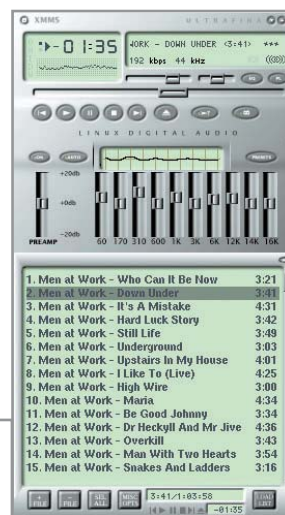 XMMS
ULTRAFINA
-01:35
WORK - DOWN UNDER <3:41> ***
192 kbps 44 kHz
EQ
PL
LINUX DIGITAL AUDIO
ON
AUTO
PRESETS
+20db
+0db
-20db
PREAMP 60 170 310 600 1K 3K 6K 12K 14K 16K
1. Men at Work - Who Can It Be Now 3:21
2. Men at Work - Down Under 3:41
3. Men at Work - It's A Mistake 4:31
4. Men at Work - Hard Luck Story 3:42
5. Men at Work - Still Life 3:49
6. Men at Work - Underground 3:03
7. Men at Work - Upstairs In My House 4:01
8. Men at Work - I Like To (Live) 4:25
9. Men at Work - High Wire 3:00
10. Men at Work - Maria 4:34
11. Men at Work - Be Good Johnny 3:34
12. Men at Work - Dr Heckyll And Mr Jive 4:36
13. Men at Work - Overkill 3:43
14. Men at Work - Man With Two Hearts 3:54
15. Men at Work - Snakes And Ladders 3:16
+ FILE
- FILE
SEL ALL
MISC OPTS
3:41/1:03:58
-01:35
LOAD LIST